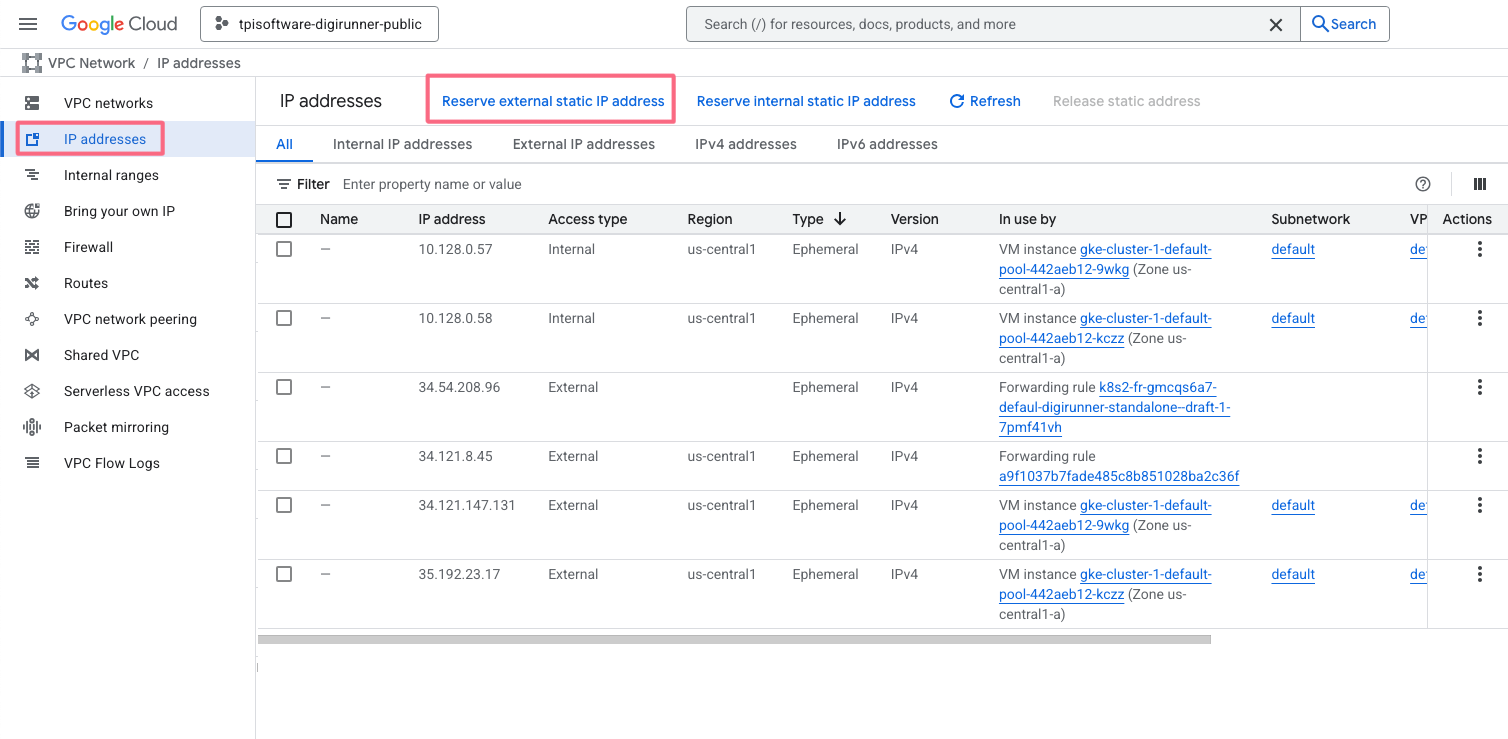 Google Cloud
tpisoftware-digirunner-public
Search (/) for resources, docs, products, and more
Search
VPC Network / IP addresses
VPC networks
IP addresses
Internal ranges
Bring your own IP
Firewall
Routes
VPC network peering
Shared VPC
Serverless VPC access
Packet mirroring
VPC Flow Logs
IP addresses
Reserve external static IP address
Reserve internal static IP address
Refresh
Release static address
All
Internal IP addresses
External IP addresses
IPv4 addresses
IPv6 addresses
Filter Enter property name or value
Name IP address Access type Region Type Version In use by Subnetwork VP Actions
— 10.128.0.57 Internal us-central1 Ephemeral IPv4 VM instance gke-cluster-1-default- default de
pool-442aeb12-9wkg (Zone us-
central1-a)
— 10.128.0.58 Internal us-central1 Ephemeral IPv4 VM instance gke-cluster-1-default- default de
pool-442aeb12-kczz (Zone us-
central1-a)
— 34.54.208.96 External Ephemeral IPv4 Forwarding rule k8s2-fr-gmcqs6a7-
defaul-digirunner-standalone--draft-1-
7pmf41vh
— 34.121.8.45 External us-central1 Ephemeral IPv4 Forwarding rule
a9f1037b7fade485c8b851028ba2c36f
— 34.121.147.131 External us-central1 Ephemeral IPv4 VM instance gke-cluster-1-default- default de
pool-442aeb12-9wkg (Zone us-
central1-a)
— 35.192.23.17 External us-central1 Ephemeral IPv4 VM instance gke-cluster-1-default- default de
pool-442aeb12-kczz (Zone us-
central1-a)